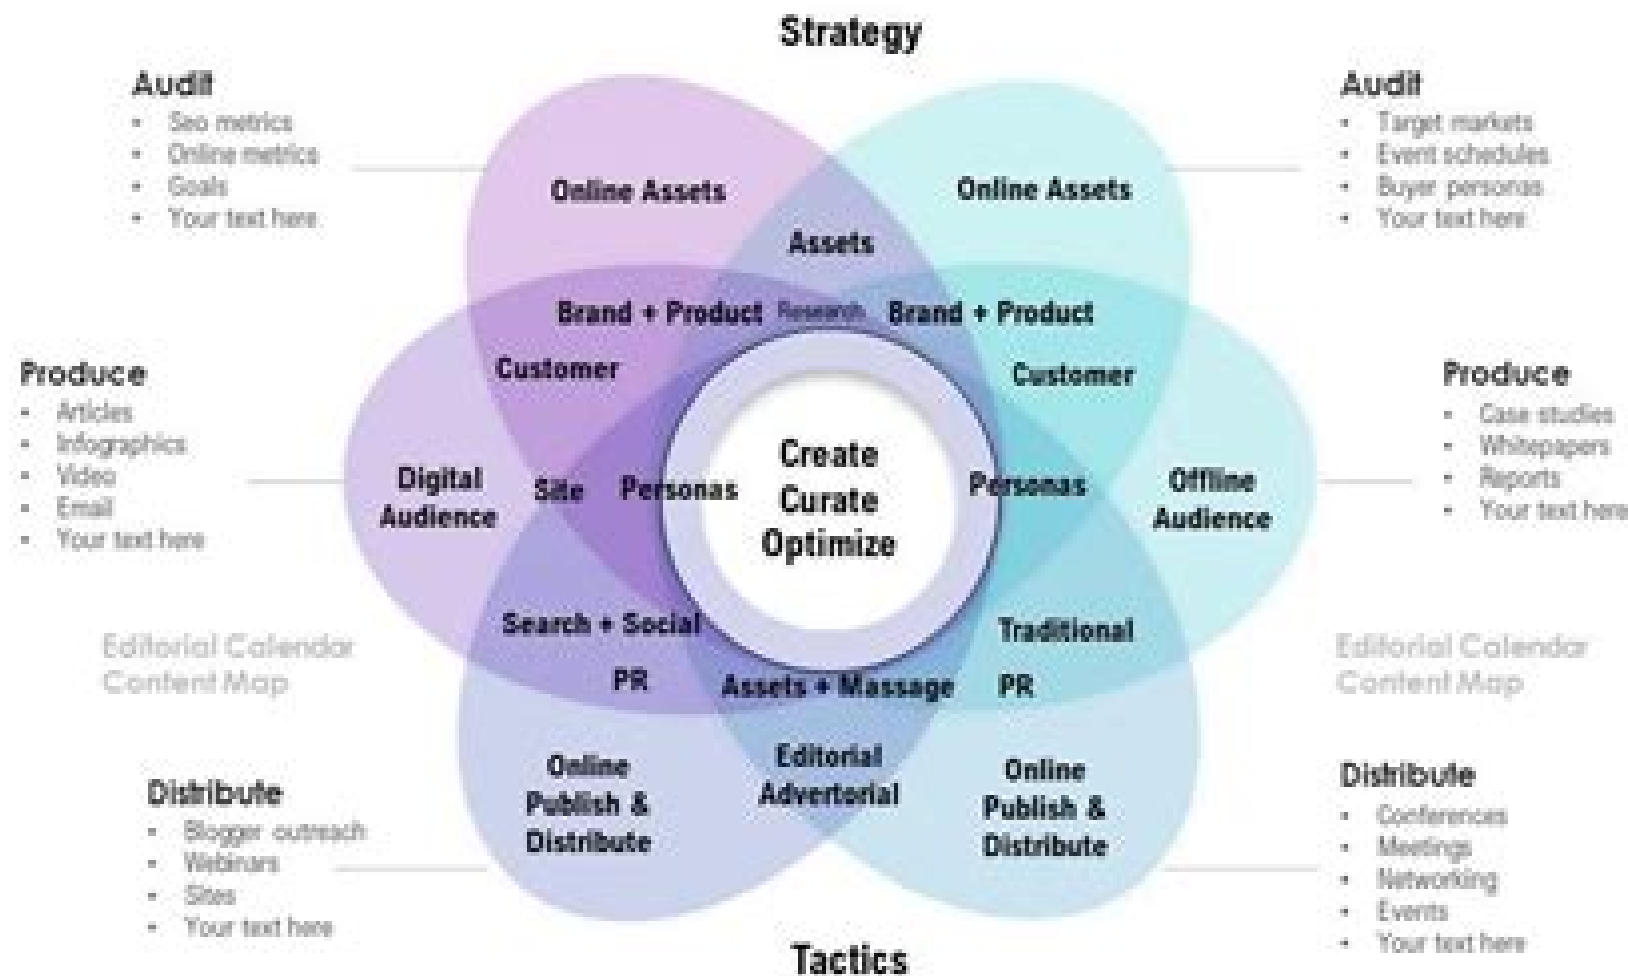 Strategy
Audit
• Seo metrics
• Online metrics
• Goals
• Your text here
Audit
• Target markets
• Event schedules
• Buyer personas
• Your text here
Online Assets
Online Assets
Assets
Brand + Product
Research
Brand + Product
Customer
Customer
Produce
• Articles
• Infographics
• Video
• Email
• Your text here
Produce
• Case studies
• Whitepapers
• Reports
• Your text here
Digital
Audience
Site
Personas
Create
Curate
Optimize
Personas
Offline
Audience
Search + Social
PR
Assets + Massage
Traditional
PR
Editorial Calendar
Content Map
Editorial Calendar
Content Map
Online
Publish &
Distribute
Editorial
Advertorial
Online
Publish &
Distribute
Distribute
• Blogger outreach
• Webinars
• Sites
• Your text here
Distribute
• Conferences
• Meetings
• Networking
• Events
• Your text here
Tactics